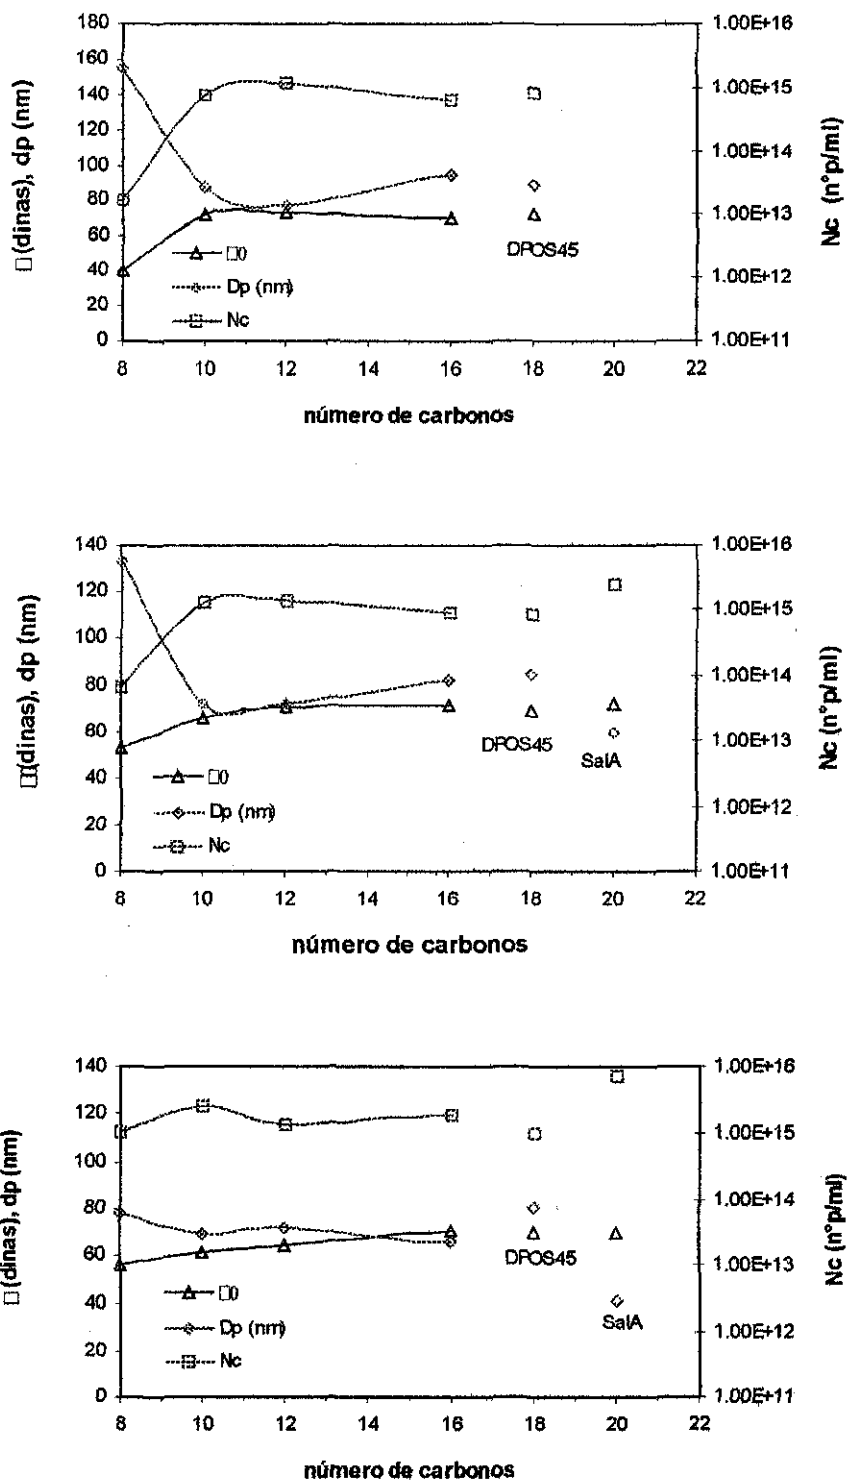 180
160
140
120
100
80
60
40
20
0
1.00E+16
1.00E+15
1.00E+14
1.00E+13
1.00E+12
1.00E+11
□ (dinas), dp (nm)
Nc (n°p/ml)
□0
Dp (nm)
Nc
DPOS45
8 10 12 14 16 18 20 22
número de carbonos
140
120
100
80
60
40
20
0
1.00E+16
1.00E+15
1.00E+14
1.00E+13
1.00E+12
1.00E+11
□(dinas), dp (nm)
Nc (n°p/ml)
□0
Dp (nm)
Nc
DPOS45
SalA
8 10 12 14 16 18 20 22
número de carbonos
140
120
100
80
60
40
20
0
1.00E+16
1.00E+15
1.00E+14
1.00E+13
1.00E+12
1.00E+11
□ (dinas), dp (nm)
Nc (n°p/ml)
□0
Dp (nm)
Nc
DPOS45
SalA
8 10 12 14 16 18 20 22
número de carbonos